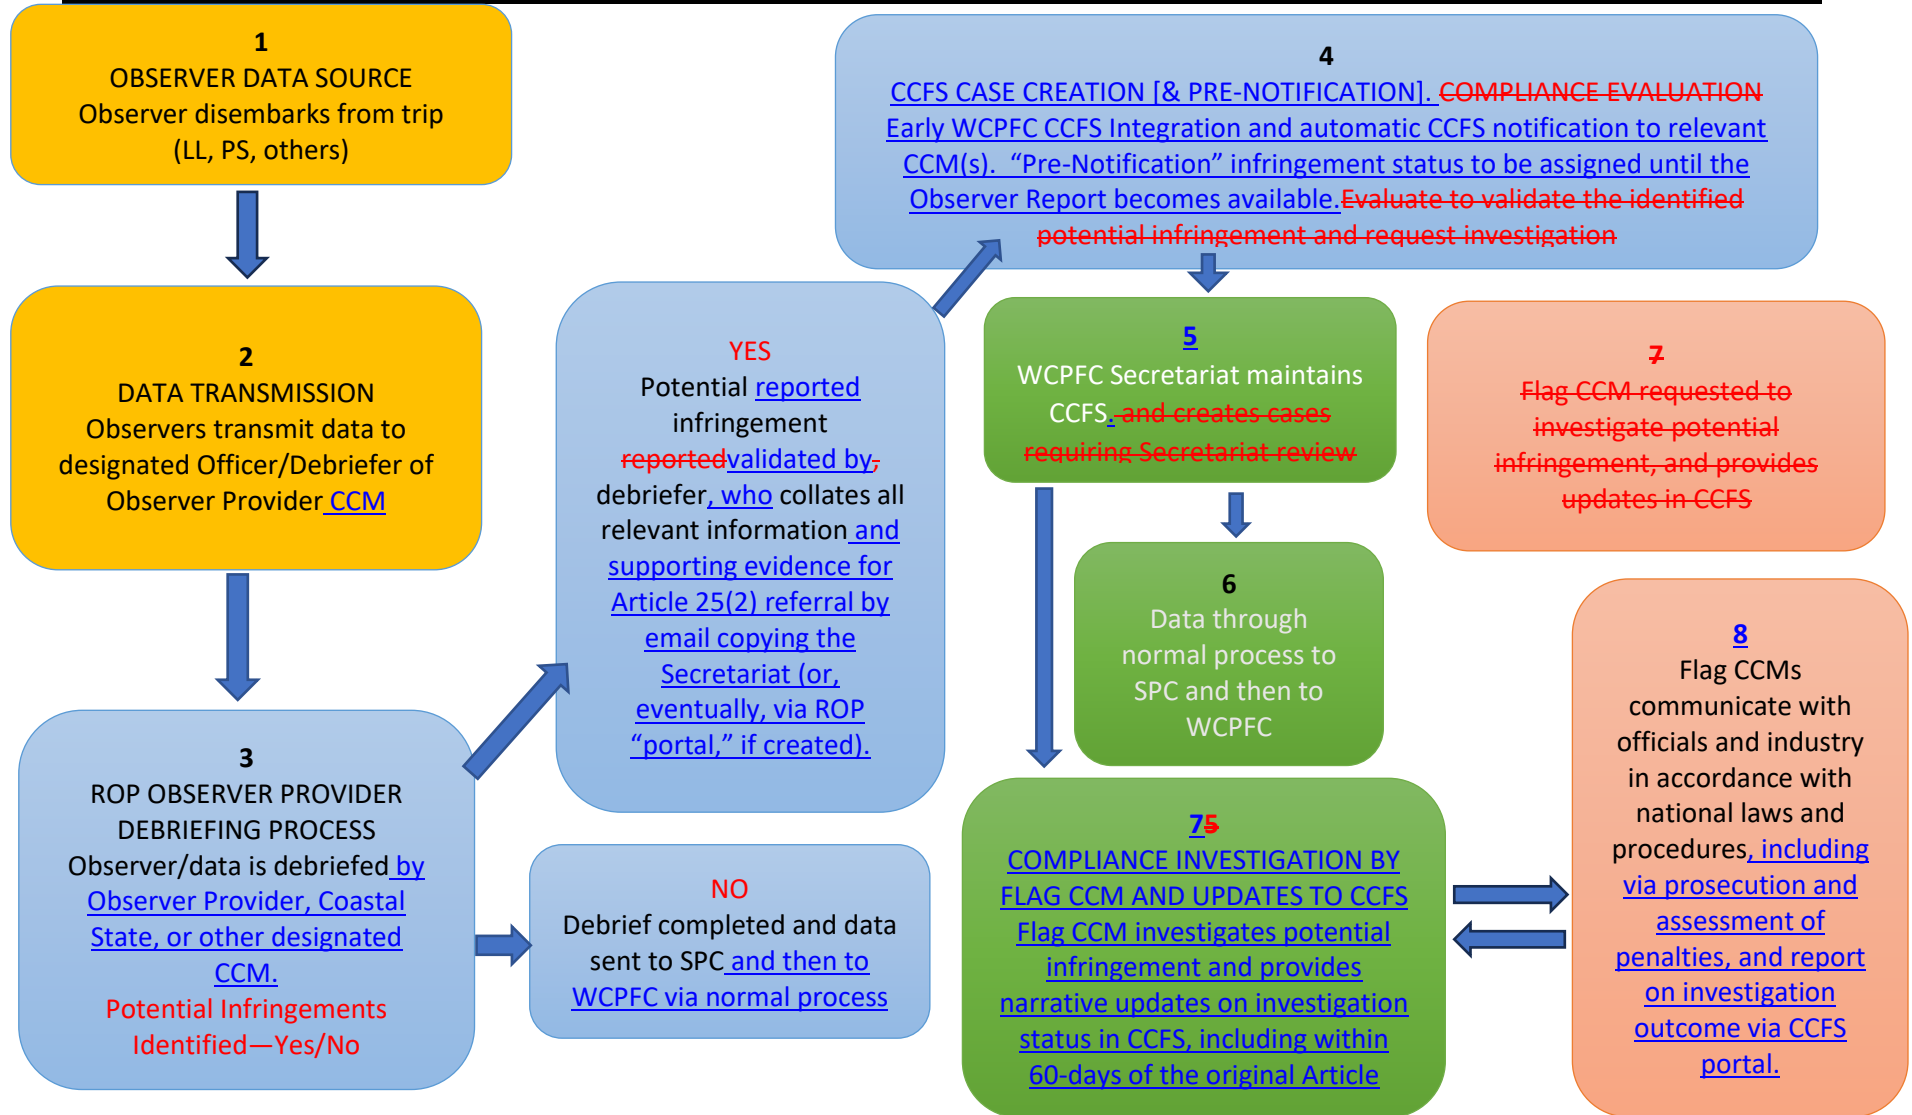 1
OBSERVER DATA SOURCE
Observer disembarks from trip
(LL, PS, others)
2
DATA TRANSMISSION
Observers transmit data to
designated Officer/Debriefer of
Observer Provider CCM
3
ROP OBSERVER PROVIDER
DEBRIEFING PROCESS
Observer/data is debriefed by
Observer Provider, Coastal
State, or other designated
CCM.
Potential Infringements
Identified—Yes/No
YES
Potential reported
infringement
reportedvalidated by,
debriefer, who collates all
relevant information and
supporting evidence for
Article 25(2) referral by
email copying the
Secretariat (or,
eventually, via ROP
“portal,” if created).
NO
Debrief completed and data
sent to SPC and then to
WCPFC via normal process
4
CCFS CASE CREATION [& PRE-NOTIFICATION]. COMPLIANCE EVALUATION
Early WCPFC CCFS Integration and automatic CCFS notification to relevant
CCM(s). “Pre-Notification” infringement status to be assigned until the
Observer Report becomes available.Evaluate to validate the identified
potential infringement and request investigation
5
WCPFC Secretariat maintains
CCFS. and creates cases
requiring Secretariat review
6
Data through
normal process to
SPC and then to
WCPFC
75
COMPLIANCE INVESTIGATION BY
FLAG CCM AND UPDATES TO CCFS
Flag CCM investigates potential
infringement and provides
narrative updates on investigation
status in CCFS, including within
60-days of the original Article
7
Flag CCM requested to
investigate potential
infringement, and provides
updates in CCFS
8
Flag CCMs
communicate with
officials and industry
in accordance with
national laws and
procedures, including
via prosecution and
assessment of
penalties, and report
on investigation
outcome via CCFS
portal.